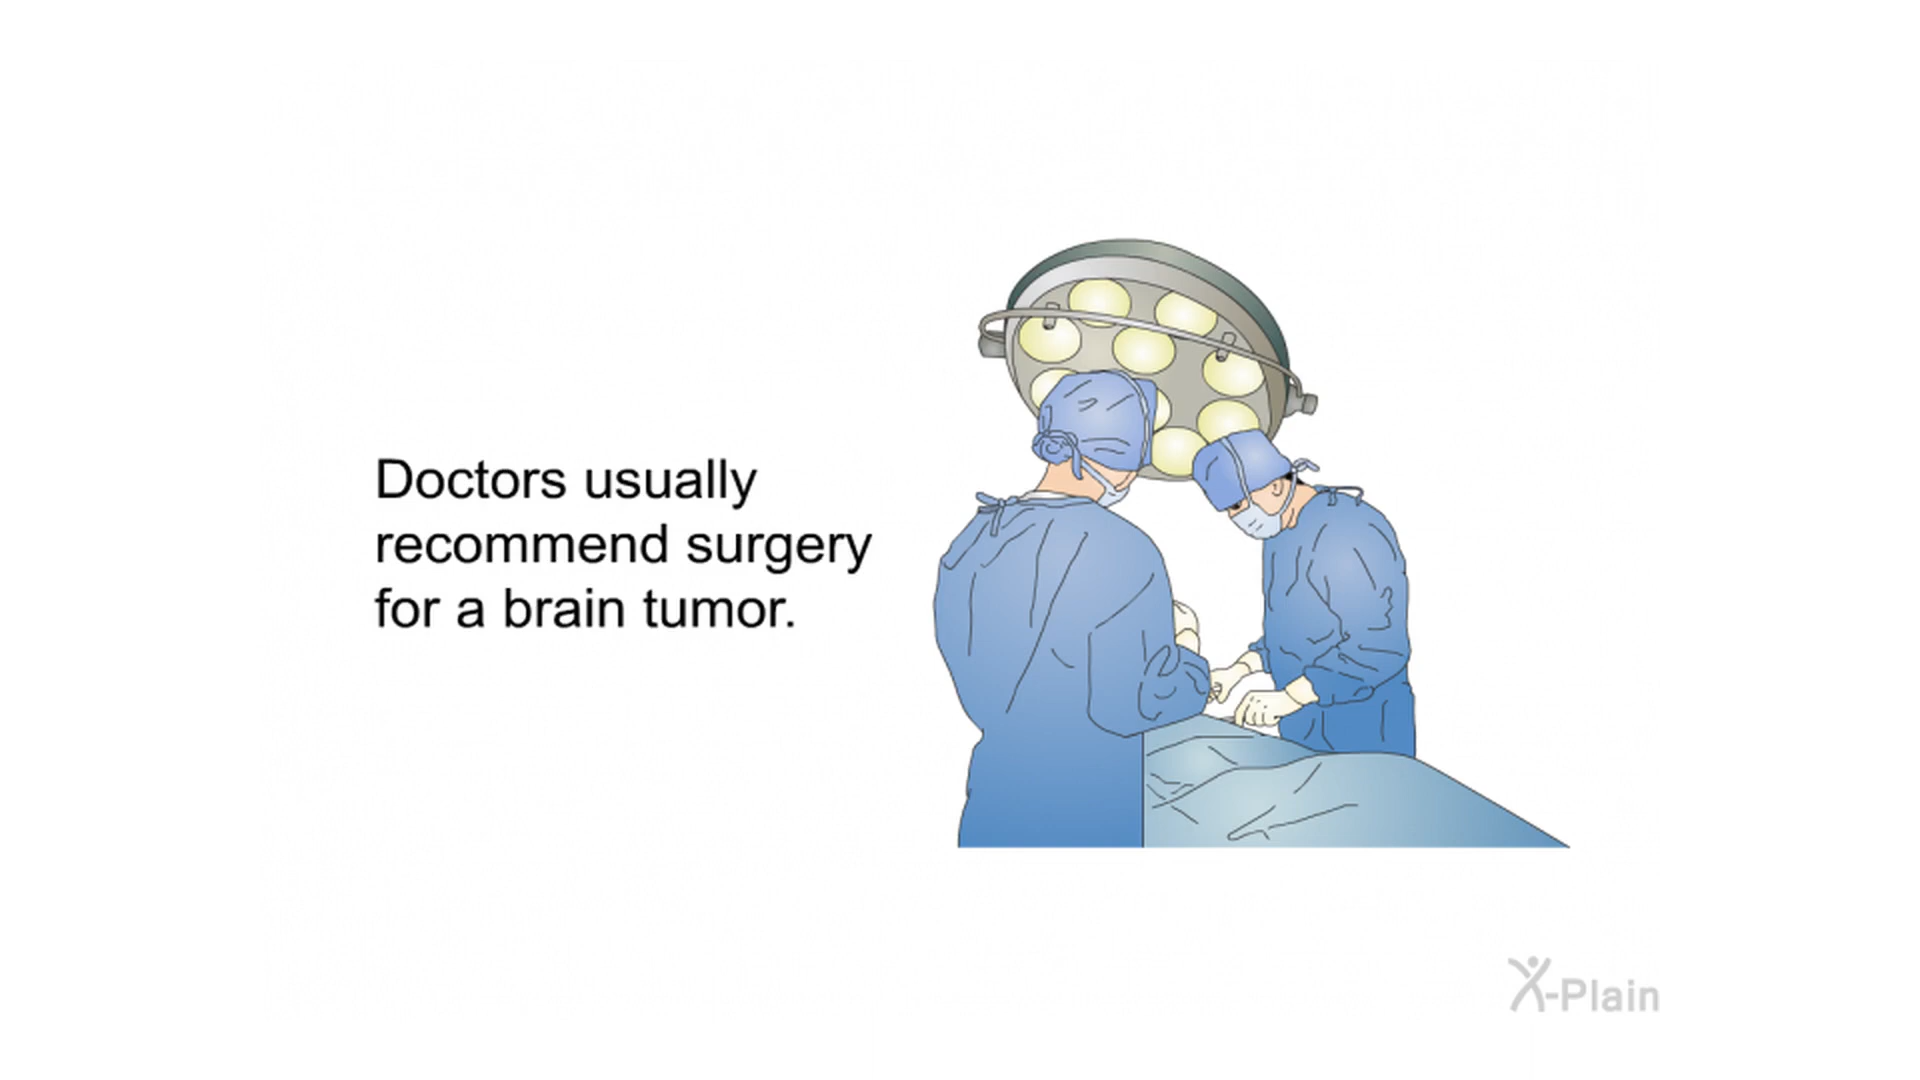 Doctors usually
recommend surgery
for a brain tumor.
X-Plain